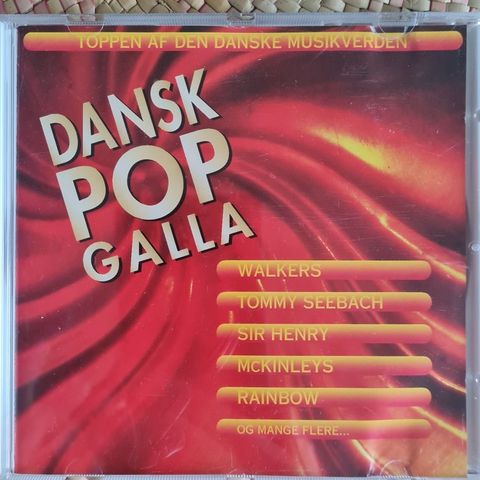 TOPPEN AF DEN DANSKE MUSIKVERDEN
DANSK
POP
GALLA
WALKERS
TOMMY SEEBACH
SIR HENRY
McKINLEYS
RAINBOW
OG MANGE FLERE...